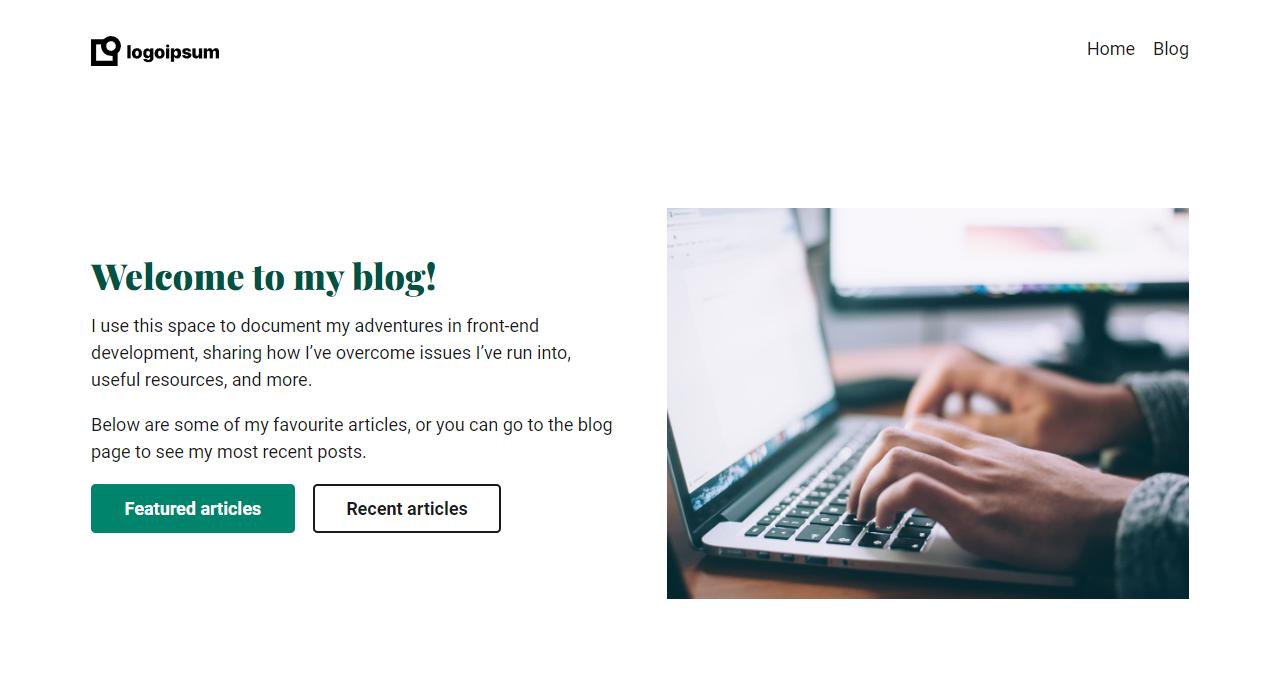 logoipsum
Home Blog
Welcome to my blog!
I use this space to document my adventures in front-end
development, sharing how I’ve overcome issues I’ve run into,
useful resources, and more.
Below are some of my favourite articles, or you can go to the blog
page to see my most recent posts.
Featured articles Recent articles